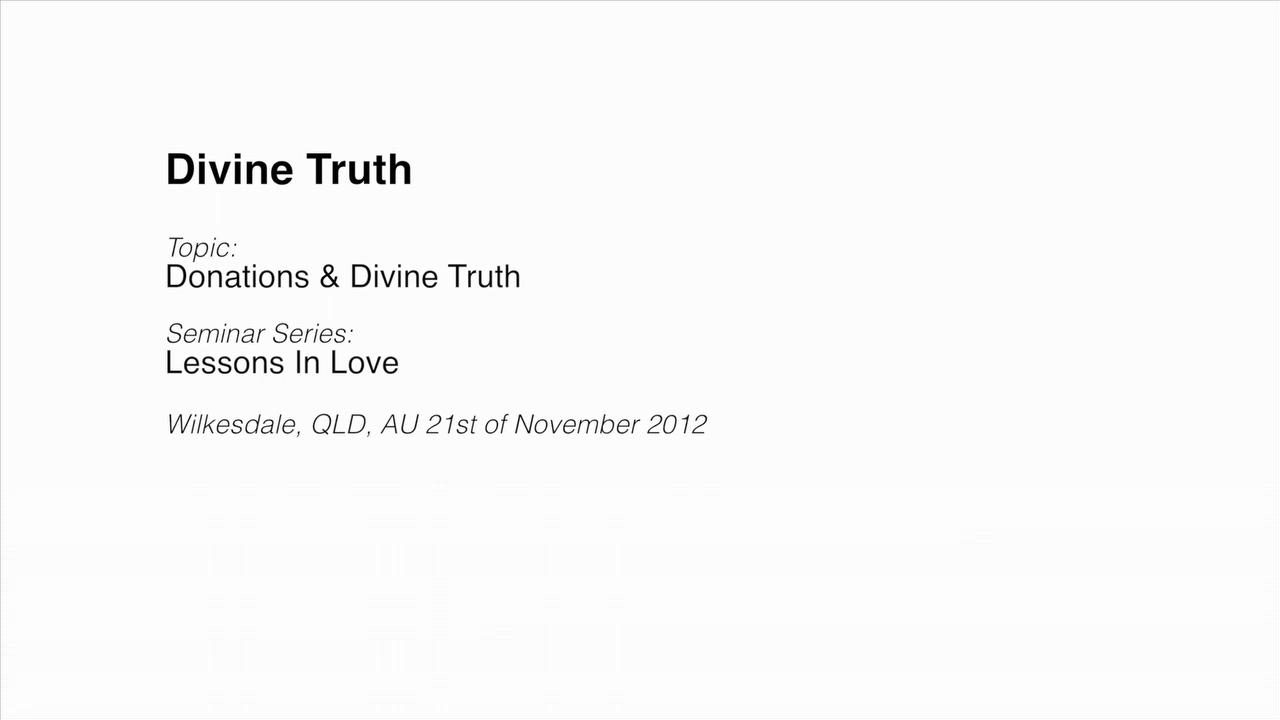 Divine Truth
Topic:
Donations & Divine Truth
Seminar Series:
Lessons In Love
Wilkesdale, QLD, AU 21st of November 2012